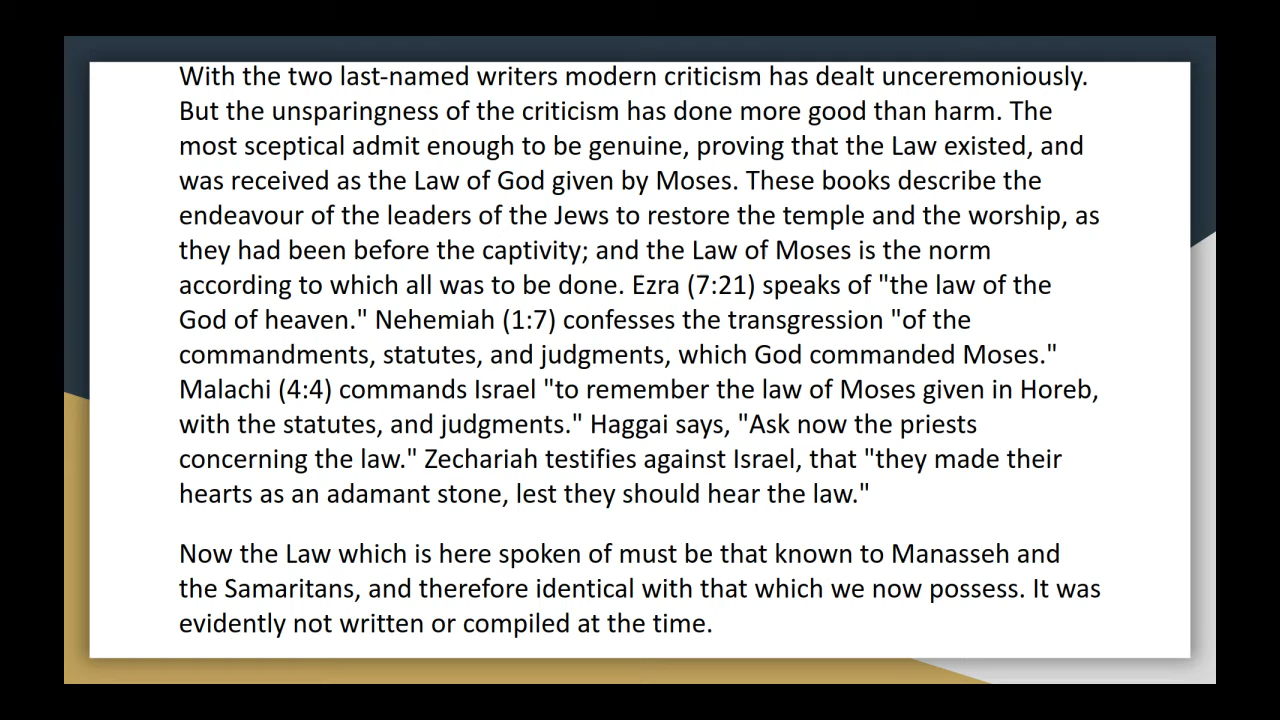 With the two last-named writers modern criticism has dealt unceremoniously.
But the unsparingness of the criticism has done more good than harm. The
most sceptical admit enough to be genuine, proving that the Law existed, and
was received as the Law of God given by Moses. These books describe the
endeavour of the leaders of the Jews to restore the temple and the worship, as
they had been before the captivity; and the Law of Moses is the norm
according to which all was to be done. Ezra (7:21) speaks of "the law of the
God of heaven." Nehemiah (1:7) confesses the transgression "of the
commandments, statutes, and judgments, which God commanded Moses."
Malachi (4:4) commands Israel "to remember the law of Moses given in Horeb,
with the statutes, and judgments." Haggai says, "Ask now the priests
concerning the law." Zechariah testifies against Israel, that "they made their
hearts as an adamant stone, lest they should hear the law."
Now the Law which is here spoken of must be that known to Manasseh and
the Samaritans, and therefore identical with that which we now possess. It was
evidently not written or compiled at the time.